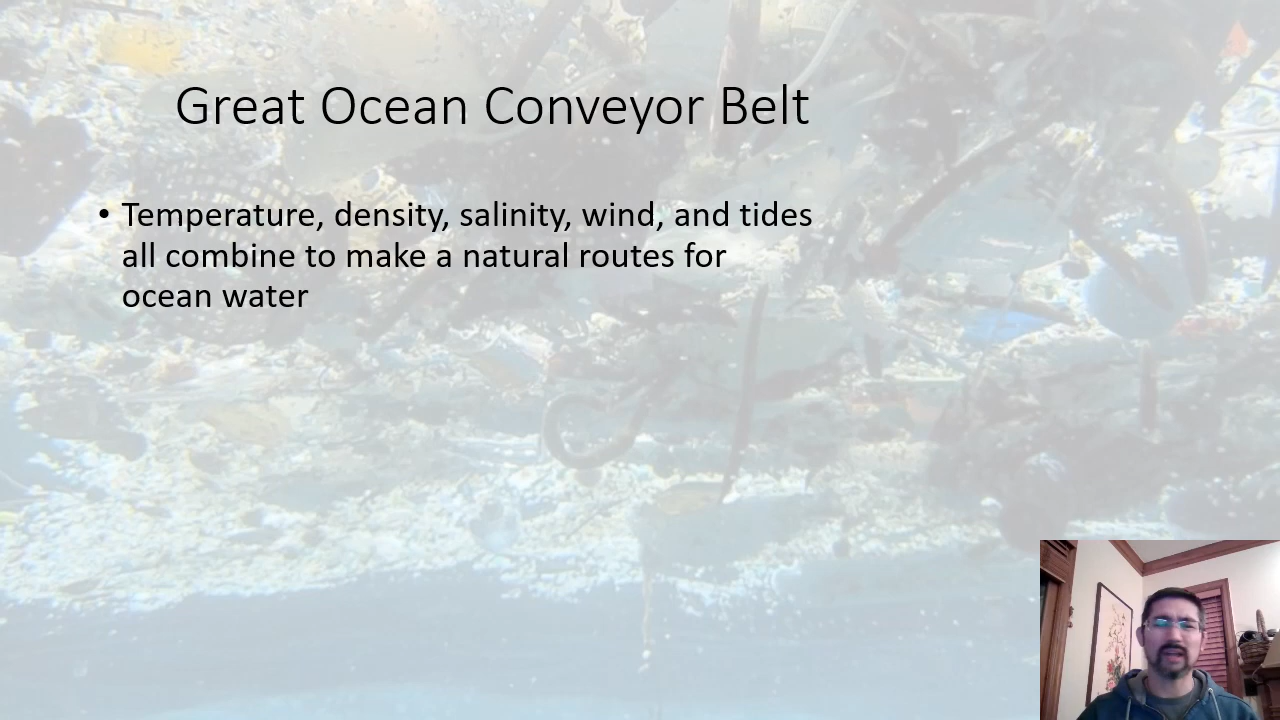 Great Ocean Conveyor Belt
• Temperature, density, salinity, wind, and tides
all combine to make a natural routes for
ocean water